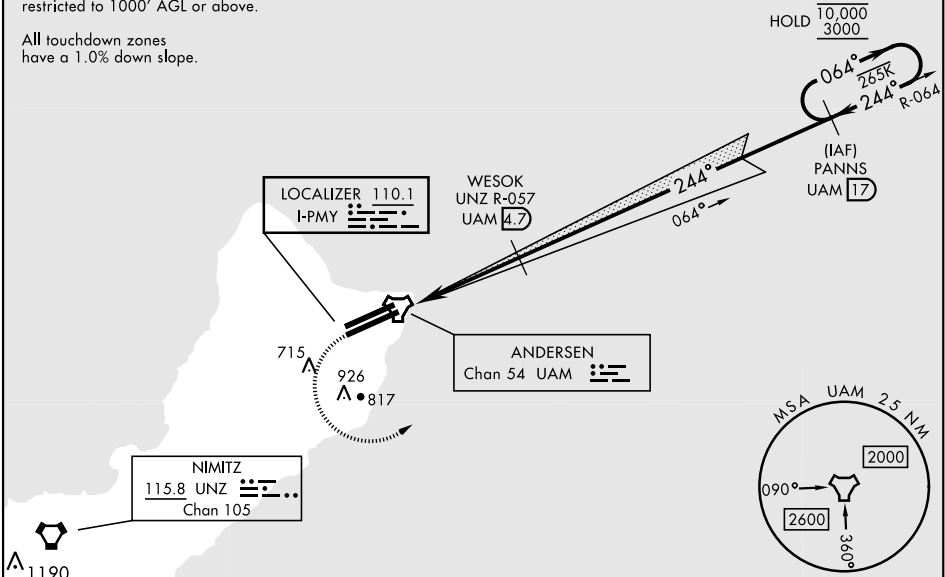 restricted to 1000' AGL or above.
All touchdown zones
have a 1.0% down slope.
HOLD 10,000
3000
064°
265K
244°
R-064
(IAF)
PANNS
UAM 17
WESOK
UNZ R-057
UAM 4.7
244°
064°
LOCALIZER 110.1
I-PMY
ANDERSEN
Chan 54 UAM
715
926
817
NIMITZ
115.8 UNZ
Chan 105
1190
MSA UAM 25 NM
2000
090°
2600
360°